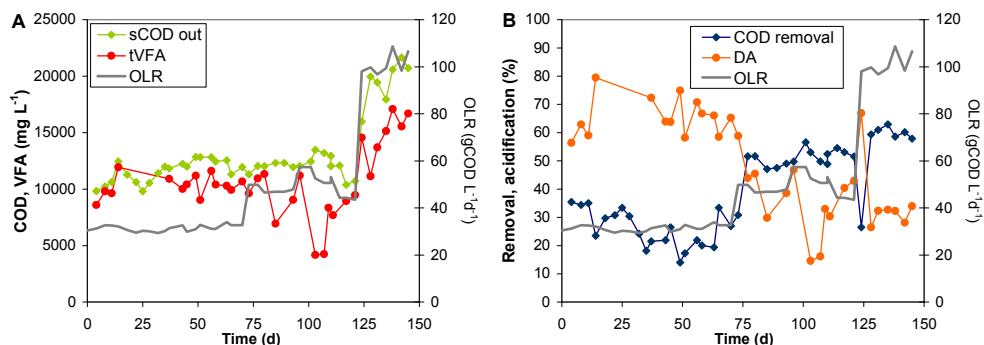 A
sCOD out
tVFA
OLR
COD, VFA (mg L⁻¹)
25000
20000
15000
10000
5000
0
0 25 50 75 100 125 150
Time (d)
120
100
80
60
40
20
0
OLR (gCOD L⁻¹d⁻¹)
B
COD removal
DA
OLR
Removal, acidification (%)
100
90
80
70
60
50
40
30
20
10
0
0 25 50 75 100 125 150
Time (d)
120
100
80
60
40
20
0
OLR (gCOD L⁻¹d⁻¹)